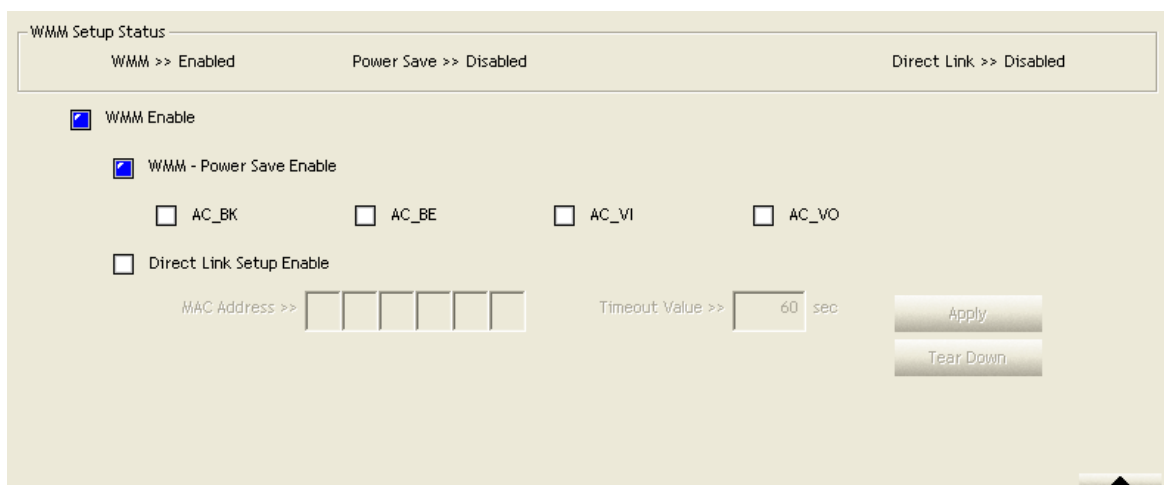 WMM Setup Status
WMM >> Enabled Power Save >> Disabled Direct Link >> Disabled
WMM Enable
WMM - Power Save Enable
AC_BK AC_BE AC_VI AC_VO
Direct Link Setup Enable
MAC Address >> Timeout Value >> 60 sec Apply
Tear Down